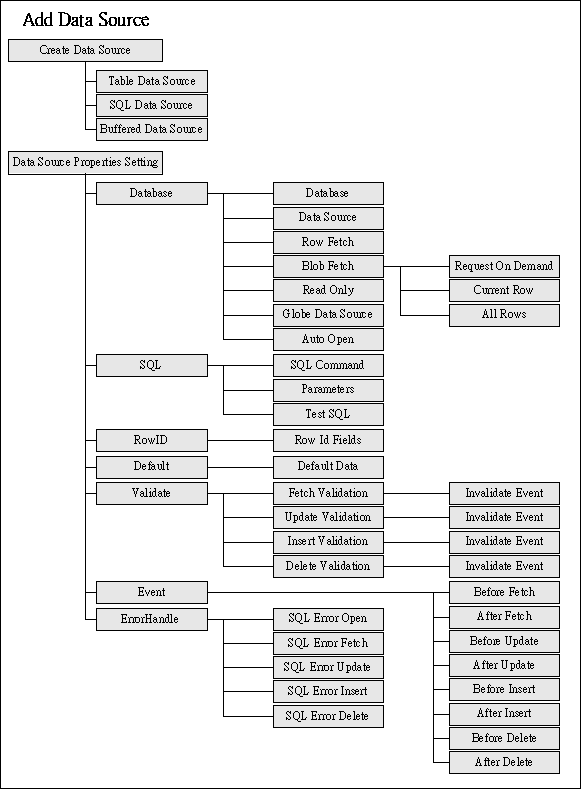 Add Data Source
Create Data Source
Table Data Source
SQL Data Source
Buffered Data Source
Data Source Properties Setting
Database
Database
Data Source
Row Fetch
Blob Fetch
Request On Demand
Read Only
Current Row
Globe Data Source
All Rows
Auto Open
SQL
SQL Command
Parameters
Test SQL
RowID
Row Id Fields
Default
Default Data
Validate
Fetch Validation
Invalidate Event
Update Validation
Invalidate Event
Insert Validation
Invalidate Event
Delete Validation
Invalidate Event
Event
Before Fetch
ErrorHandle
SQL Error Open
After Fetch
SQL Error Fetch
Before Update
SQL Error Update
After Update
SQL Error Insert
Before Insert
SQL Error Delete
After Insert
Before Delete
After Delete